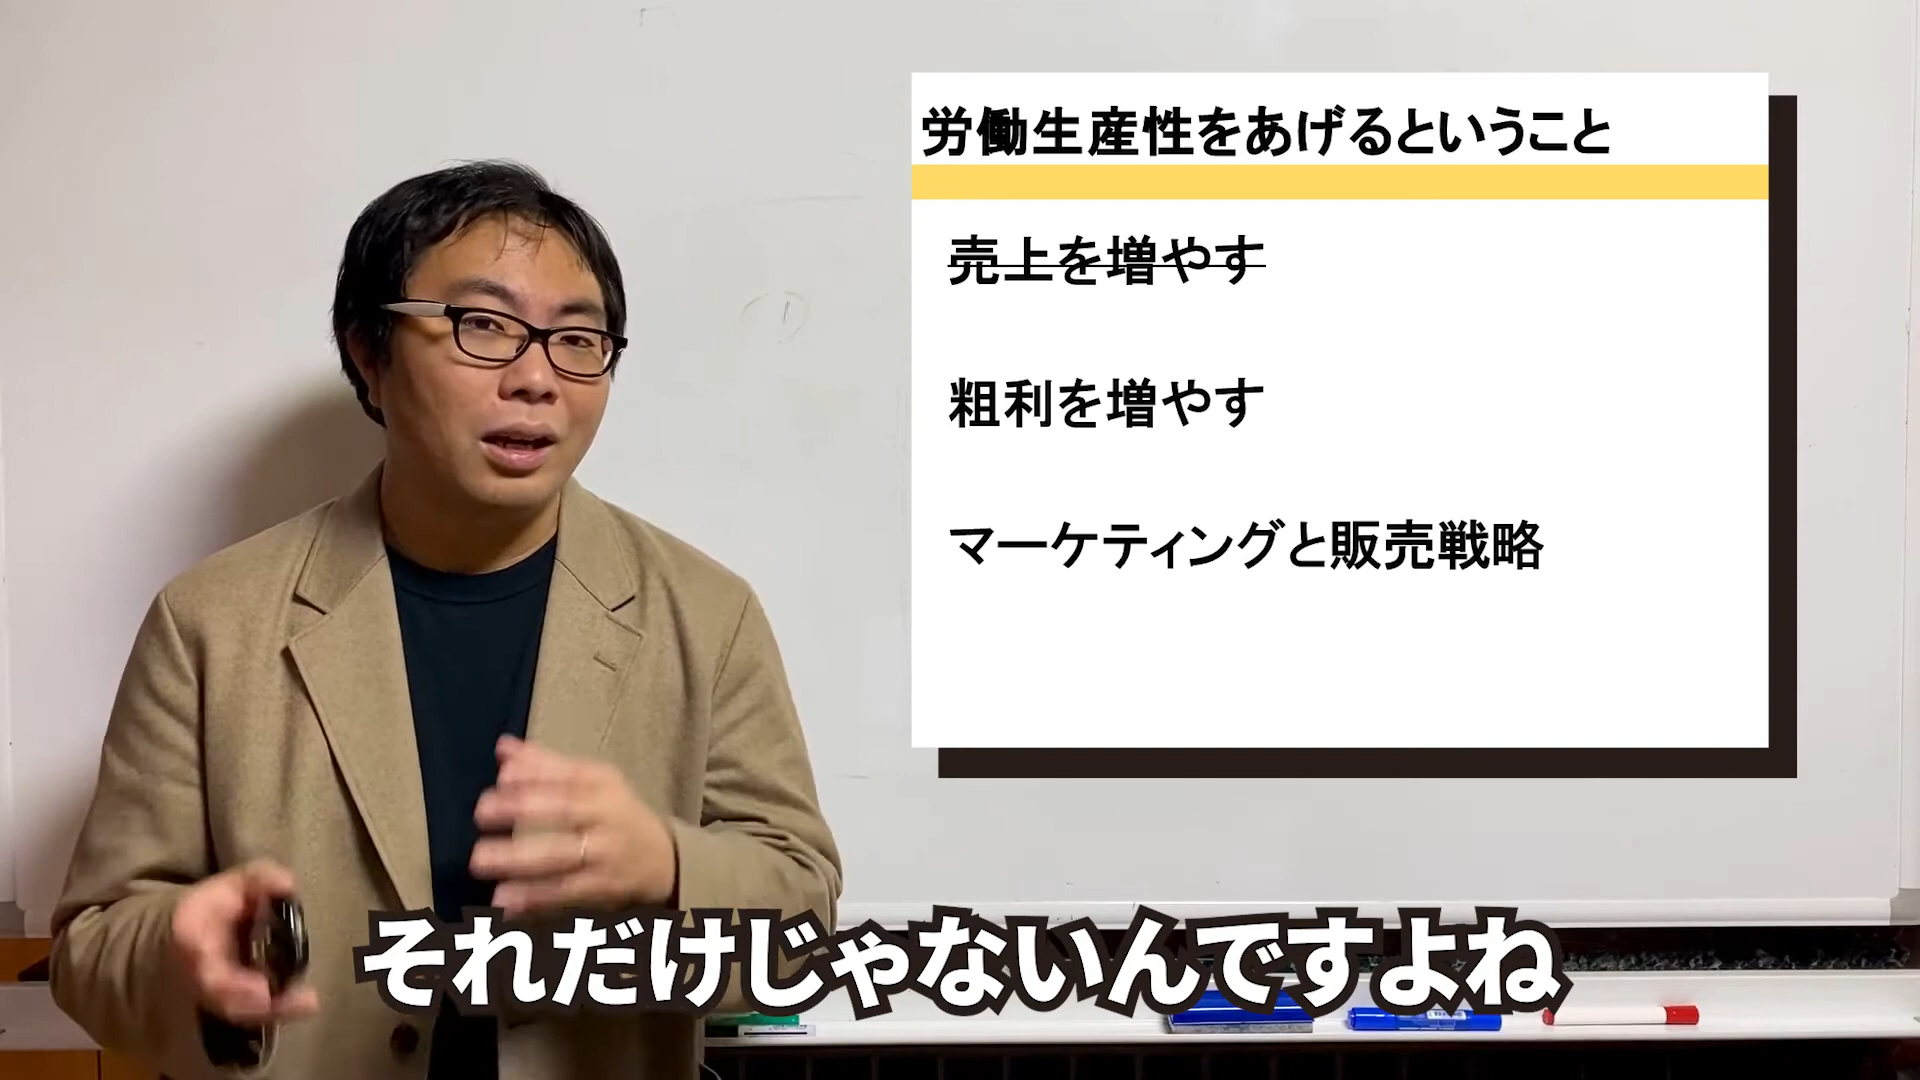 労働生産性をあげるということ
売上を増やす
粗利を増やす
マーケティングと販売戦略
それだけじゃないんですよね